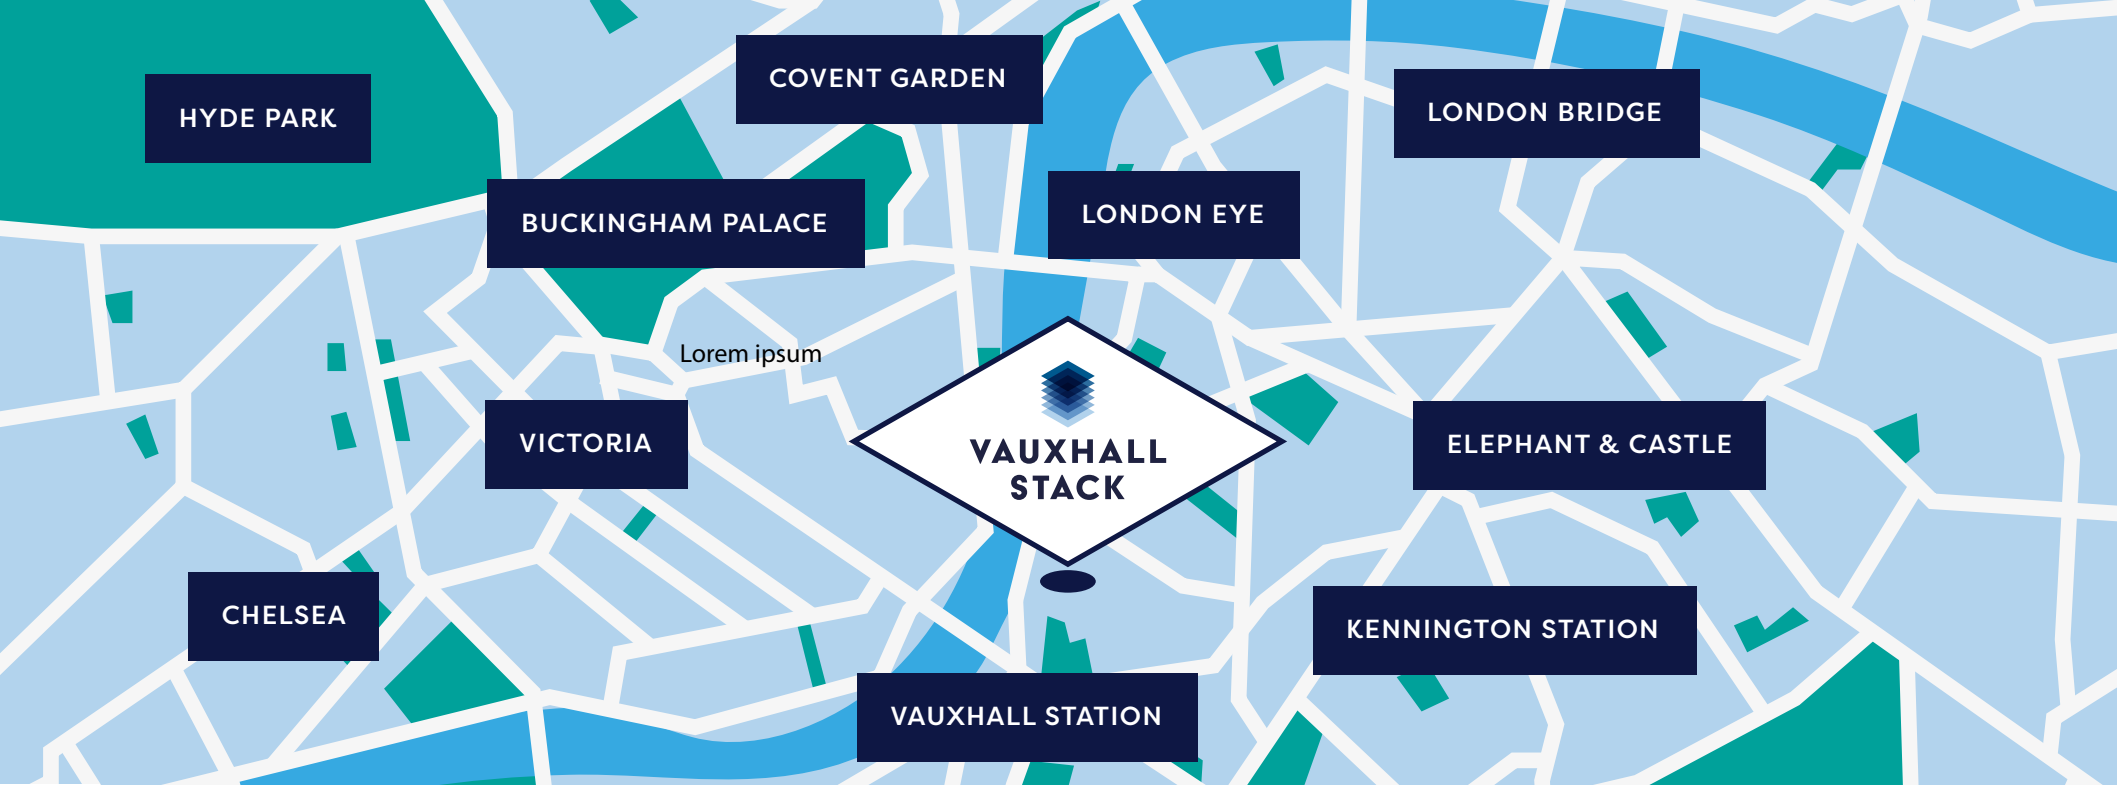 COVENT GARDEN
HYDE PARK
LONDON BRIDGE
BUCKINGHAM PALACE
LONDON EYE
Lorem ipsum
VICTORIA
VAUXHALL
STACK
ELEPHANT & CASTLE
CHELSEA
KENNINGTON STATION
VAUXHALL STATION